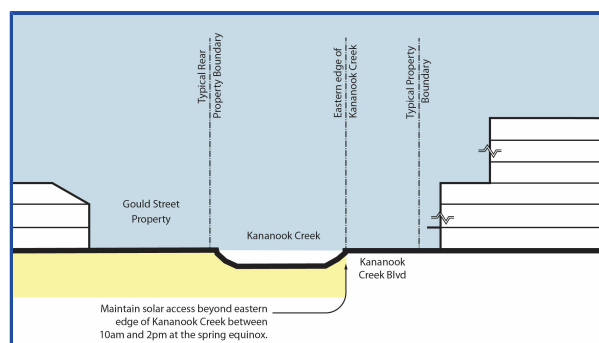 Typical Rear
Property Boundary
Eastern edge of
Kananook Creek
Typical Property
Boundary
Gould Street
Property
Kananook Creek
Kananook
Creek Blvd
Maintain solar access beyond eastern
edge of Kananook Creek between
10am and 2pm at the spring equinox.